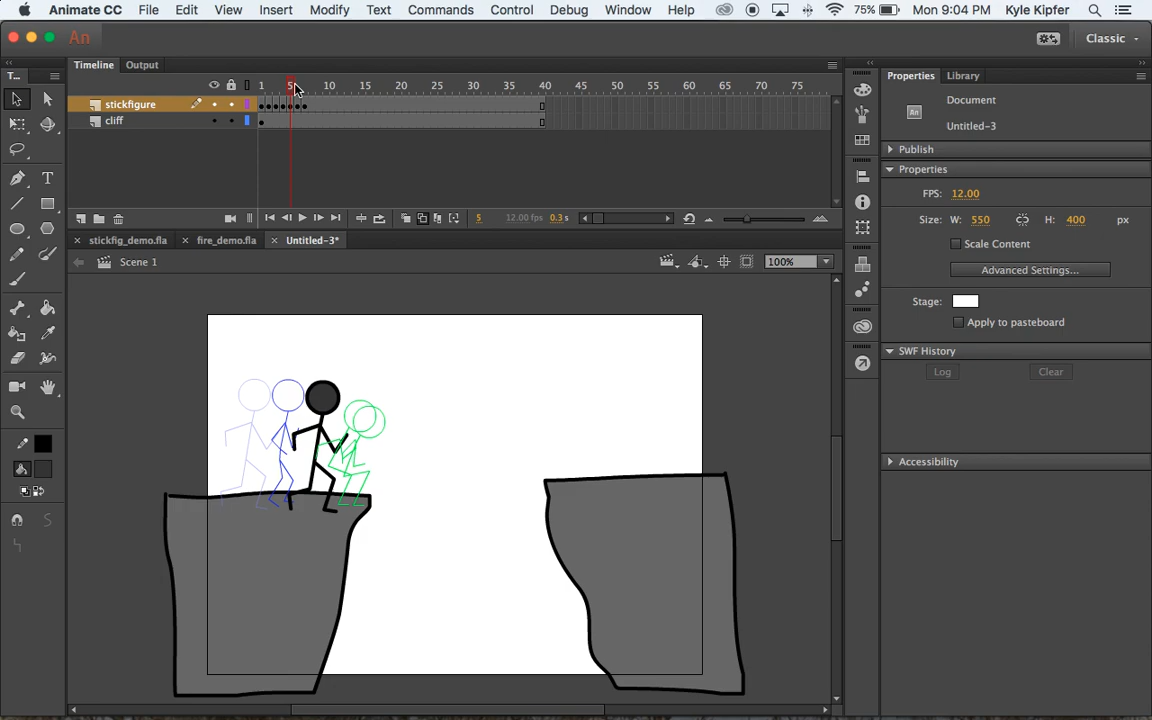 Animate CC File Edit View Insert Modify Text Commands Control Debug Window Help 75% Mon 9:04 PM Kyle Kipfer
An Classic
Timeline Output
T... Properties Library
1 5 10 15 20 25 30 35 40 45 50 55 60 65 70 75
stickfigure
cliff
Document
Untitled-3
Publish
Properties
FPS: 12.00
Size: W: 550 H: 400 px
5 12.00 fps 0.3 s
stickfig_demo.fla fire_demo.fla Untitled-3*
Scale Content
Scene 1 100%
Advanced Settings...
Stage:
Apply to pasteboard
SWF History
Log Clear
Accessibility